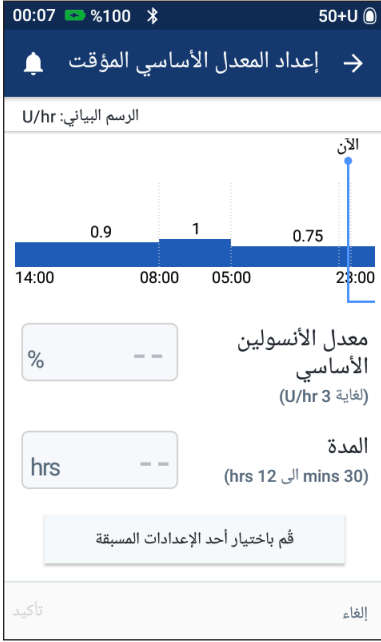 00:07 %100 50+U
إعداد المعدل الأساسي المؤقت
الرسم البياني: U/hr
الآن
0.75 1 0.9
23:00 05:00 08:00 14:00
معدل الأنسولين
الأساسي
(لغاية 3 U/hr)
-- %
المدة
(30 mins الى 12 hrs)
-- hrs
قُم باختيار أحد الإعدادات المسبقة
إلغاء تأكيد